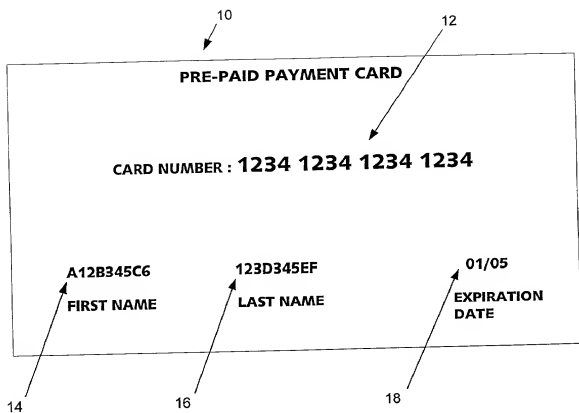 10
12
PRE-PAID PAYMENT CARD
CARD NUMBER : 1234 1234 1234 1234
A12B345C6
123D345EF
01/05
FIRST NAME
LAST NAME
EXPIRATION
DATE
14
16
18